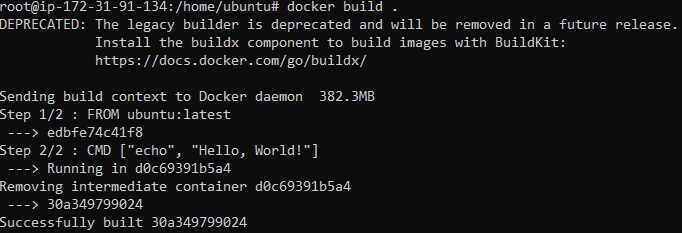 root@ip-172-31-91-134:/home/ubuntu# docker build .
DEPRECATED: The legacy builder is deprecated and will be removed in a future release.
            Install the buildx component to build images with BuildKit:
            https://docs.docker.com/go/buildx/

Sending build context to Docker daemon  382.3MB
Step 1/2 : FROM ubuntu:latest
 ---> edbfe74c41f8
Step 2/2 : CMD ["echo", "Hello, World!"]
 ---> Running in d0c69391b5a4
Removing intermediate container d0c69391b5a4
 ---> 30a349799024
Successfully built 30a349799024